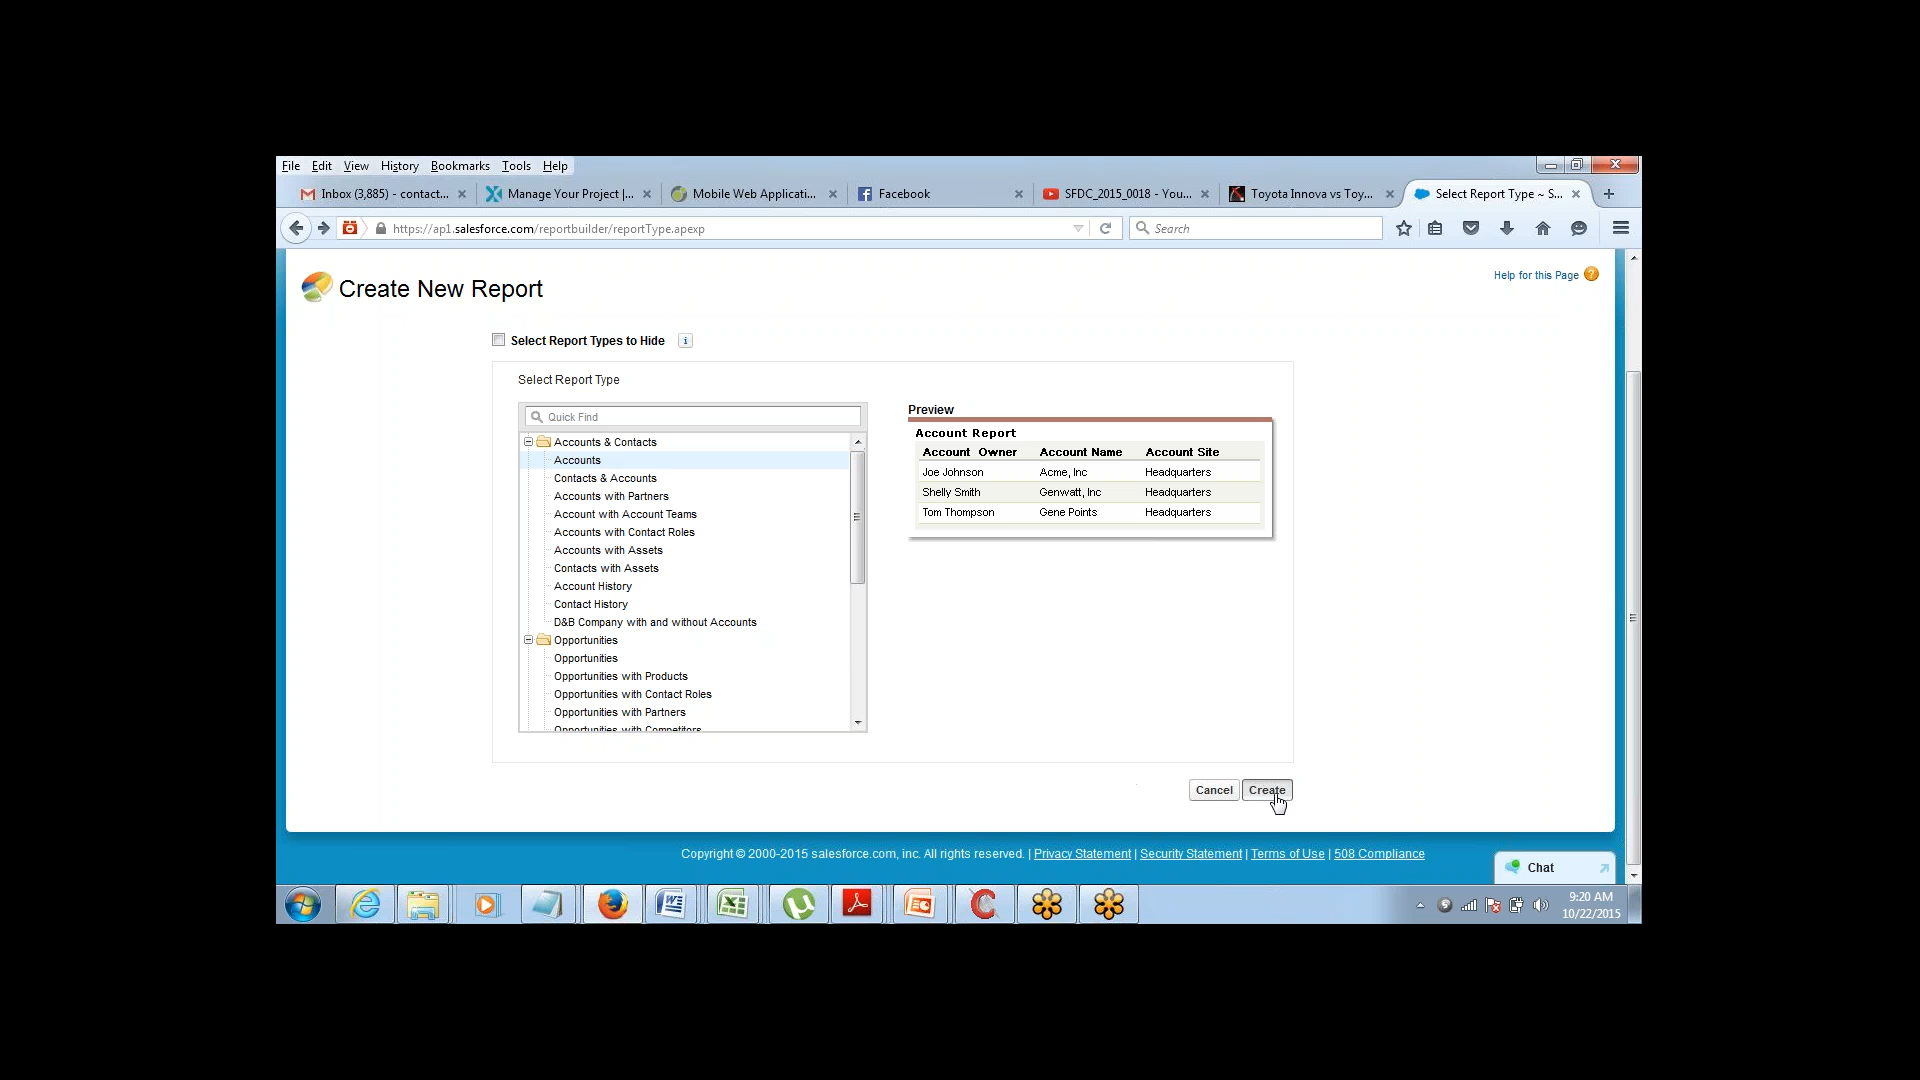 File Edit View History Bookmarks Tools Help
Inbox (3,885) - contact... Manage Your Project |... Mobile Web Applicati... Facebook SFDC_2015_0018 - You... Toyota Innova vs Toy... Select Report Type ~ S...
https://ap1.salesforce.com/reportbuilder/reportType.apexp Search
Help for this Page
Create New Report
Select Report Types to Hide
Select Report Type
Quick Find
Accounts & Contacts
Accounts
Contacts & Accounts
Accounts with Partners
Account with Account Teams
Accounts with Contact Roles
Accounts with Assets
Contacts with Assets
Account History
Contact History
D&B Company with and without Accounts
Opportunities
Opportunities
Opportunities with Products
Opportunities with Contact Roles
Opportunities with Partners
Opportunities with Competitors
Preview
Account Report
Account Owner Account Name Account Site
Joe Johnson Acme, Inc Headquarters
Shelly Smith Genwatt, Inc Headquarters
Tom Thompson Gene Points Headquarters
Cancel Create
Copyright © 2000-2015 salesforce.com, inc. All rights reserved. | Privacy Statement | Security Statement | Terms of Use | 508 Compliance
Chat
9:20 AM
10/22/2015